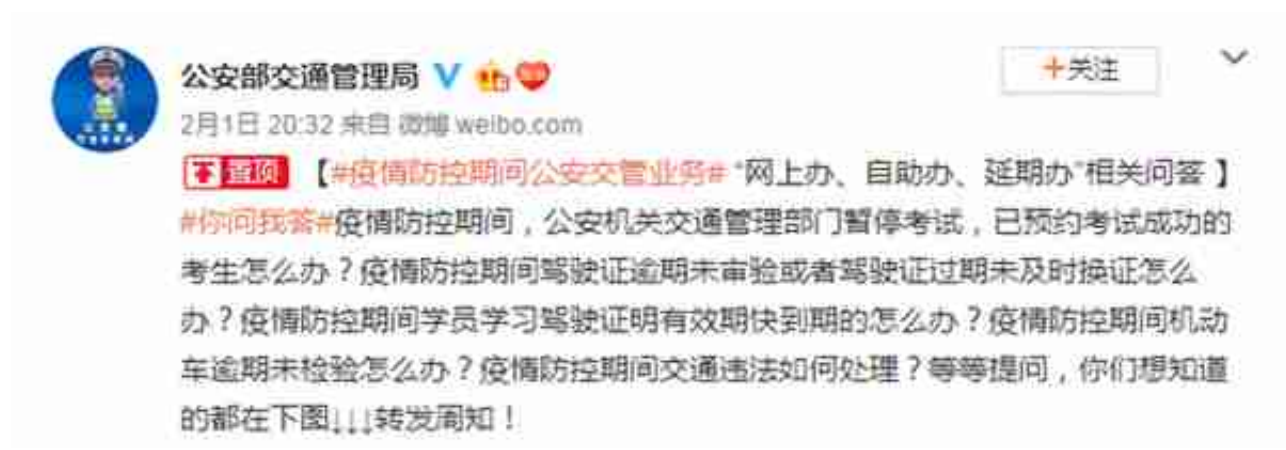 公安部交通管理局
+关注
2月1日 20:32 来自 微博 weibo.com
置顶 【#疫情防控期间公安交管业务# “网上办、自助办、延期办”相关问答 】
#你问我答#疫情防控期间，公安机关交通管理部门暂停考试，已预约考试成功的
考生怎么办？疫情防控期间驾驶证逾期未审验或者驾驶证过期未及时换证怎么
办？疫情防控期间学员学习驾驶证明有效期快到期的怎么办？疫情防控期间机动
车逾期未检验怎么办？疫情防控期间交通违法如何处理？等等提问，你们想知道
的都在下图↓↓↓转发周知！